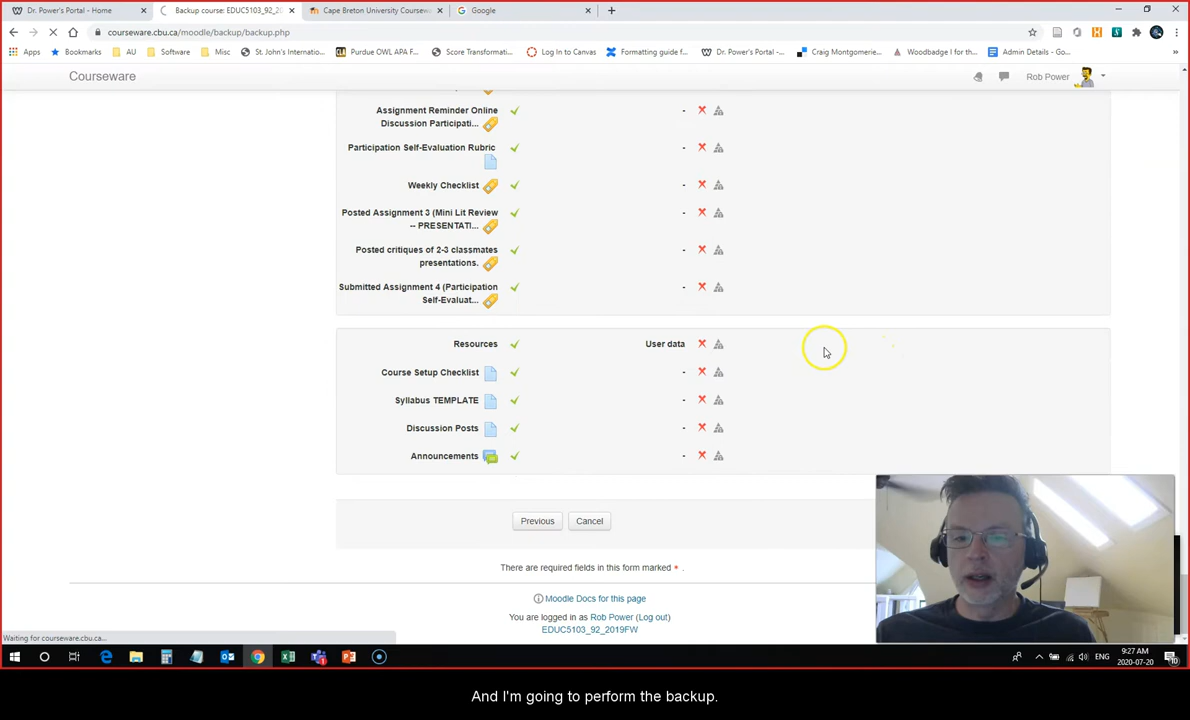 Dr. Power's Portal - Home
Backup course: EDUC5103_92_2
Cape Breton University Coursew
Google
courseware.cbu.ca/moodle/backup/backup.php
Apps
Bookmarks
AU
Software
Misc
St. John's Internatio...
Purdue OWL APA F...
Score Transformati...
Log In to Canvas
Formatting guide f...
Dr. Power's Portal -...
Craig Montgomerie...
Woodbadge I for th...
Admin Details - Go...
Courseware
Rob Power
Assignment Reminder Online
Discussion Participati...
-
Participation Self-Evaluation Rubric
-
Weekly Checklist
-
Posted Assignment 3 (Mini Lit Review
-- PRESENTATI...
-
Posted critiques of 2-3 classmates
presentations.
-
Submitted Assignment 4 (Participation
Self-Evaluat...
-
Resources
User data
Course Setup Checklist
-
Syllabus TEMPLATE
-
Discussion Posts
-
Announcements
-
Previous
Cancel
There are required fields in this form marked * .
Moodle Docs for this page
You are logged in as Rob Power (Log out)
EDUC5103_92_2019FW
Waiting for courseware.cbu.ca...
ENG
9:27 AM
2020-07-20
And I'm going to perform the backup.